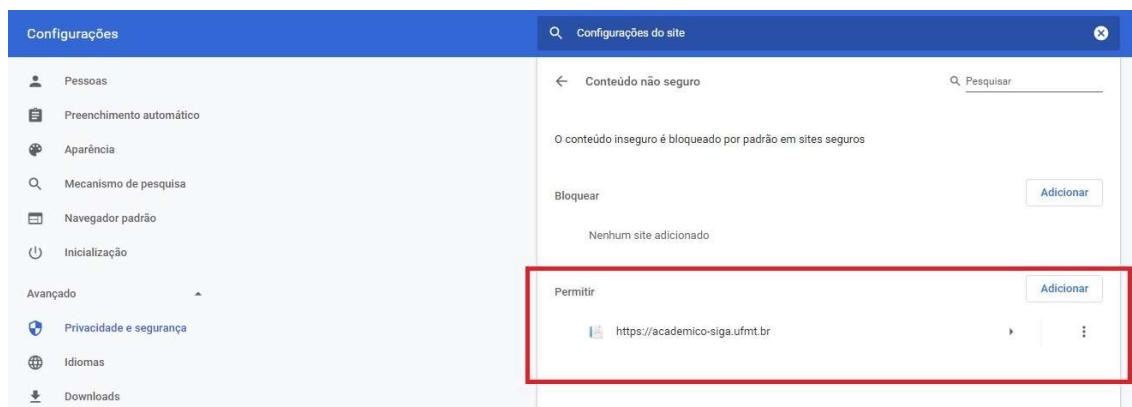 Configurações
Configurações do site
Pessoas
Preenchimento automático
Aparência
Mecanismo de pesquisa
Navegador padrão
Inicialização
Avançado
Privacidade e segurança
Idiomas
Downloads
Conteúdo não seguro
Pesquisar
O conteúdo inseguro é bloqueado por padrão em sites seguros
Bloquear
Adicionar
Nenhum site adicionado
Permitir
Adicionar
https://academico-siga.ufmt.br